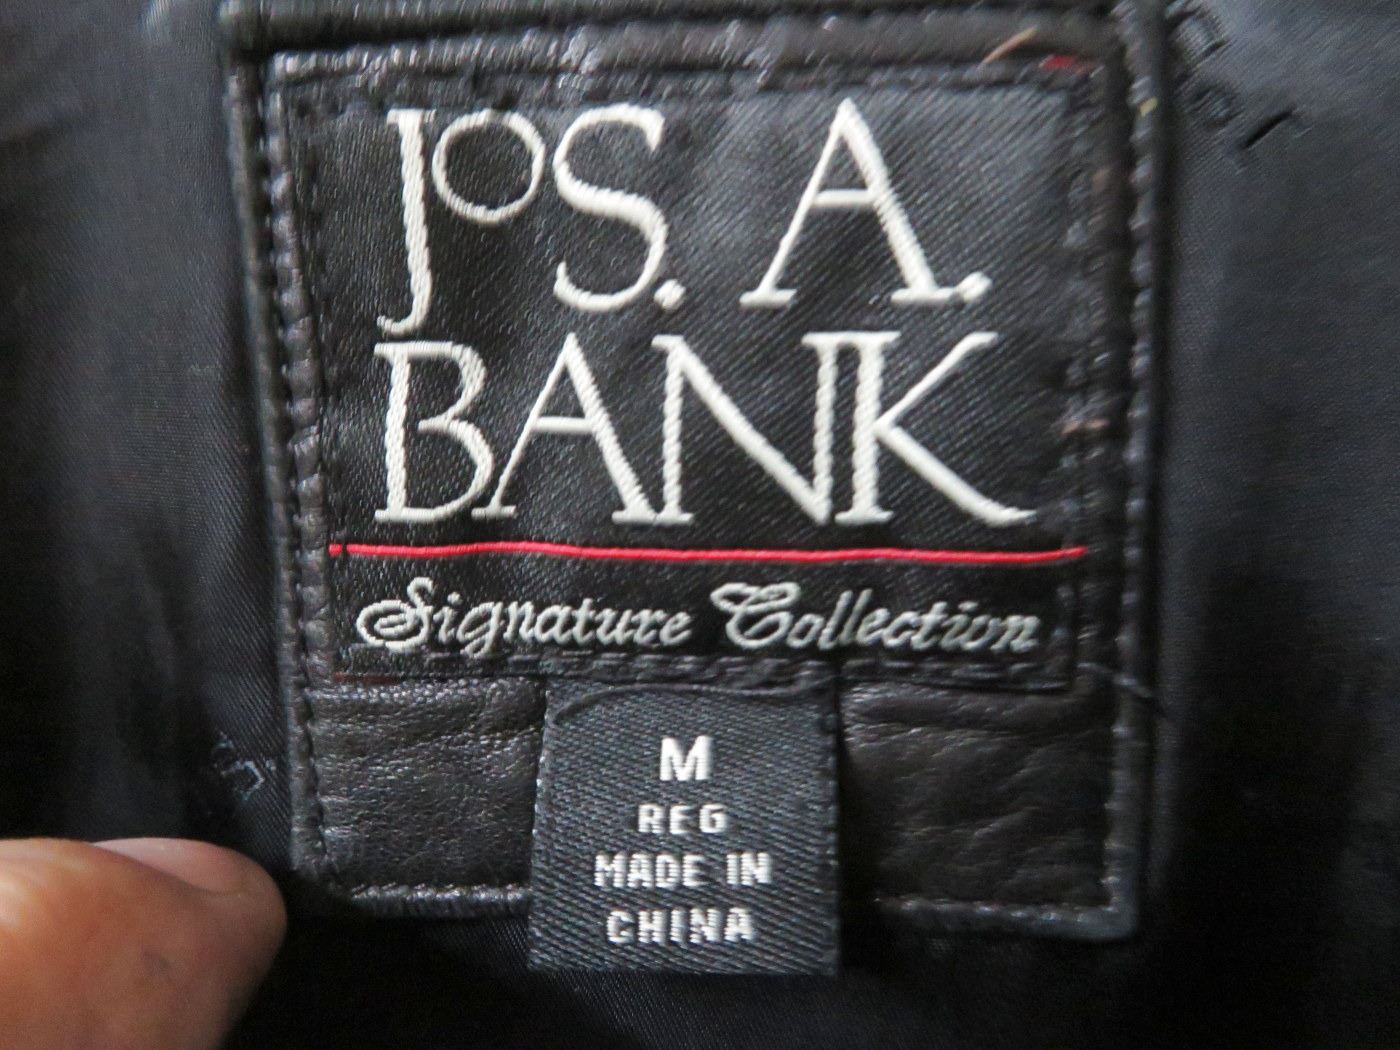 JoS. A.
BANK
Signature Collection
M
REG
MADE IN
CHINA